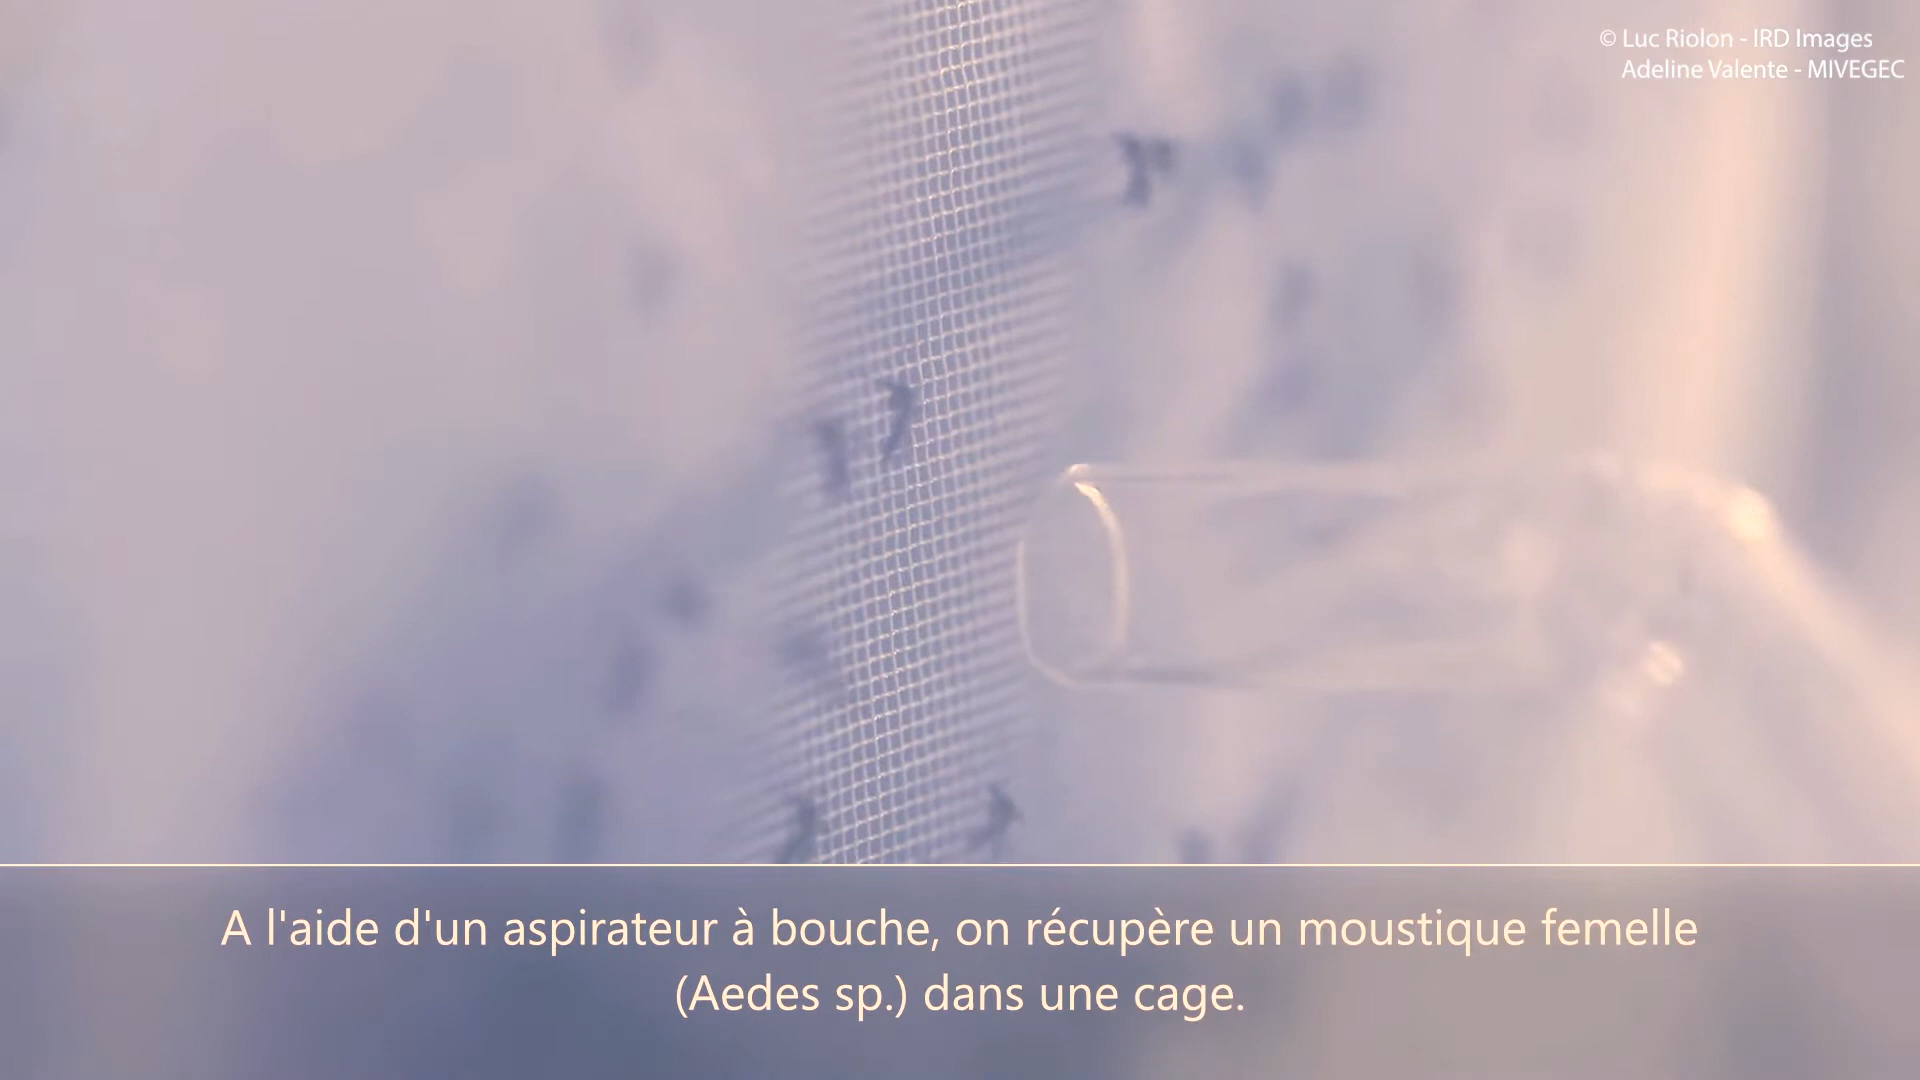 © Luc Riolon - IRD Images
Adeline Valente - MIVEGEC
A l'aide d'un aspirateur à bouche, on récupère un moustique femelle
(Aedes sp.) dans une cage.